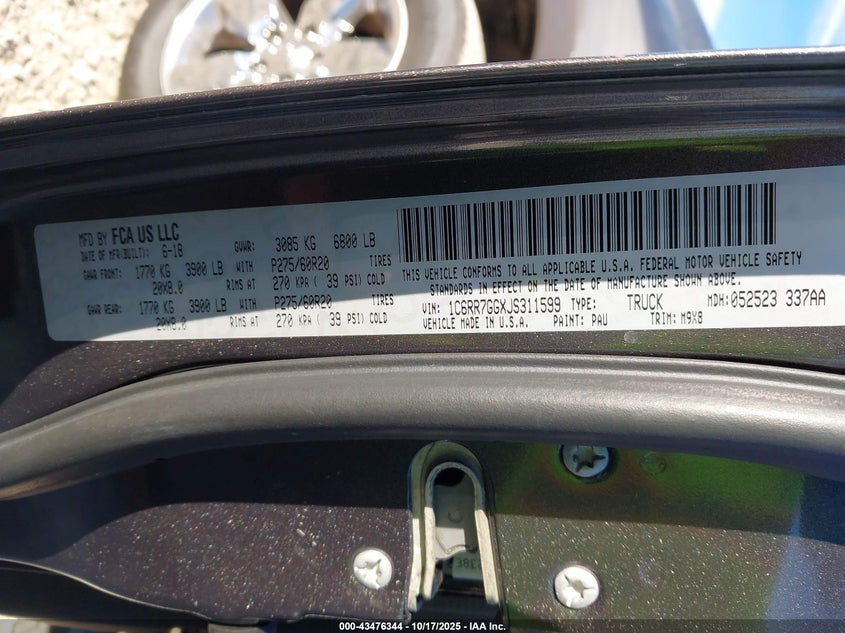 MFD BY FCA US LLC
DATE OF MFR(BUILT): 6-18 GVWR: 3085 KG 6800 LB
GAWR FRONT: 1770 KG 3900 LB WITH P275/60R20 TIRES
20X8.0 RIMS AT 270 KPA ( 39 PSI) COLD
GAWR REAR: 1770 KG 3900 LB WITH P275/60R20 TIRES
20X8.0 RIMS AT 270 KPA ( 39 PSI) COLD
THIS VEHICLE CONFORMS TO ALL APPLICABLE U.S.A. FEDERAL MOTOR VEHICLE SAFETY
STANDARDS IN EFFECT ON THE DATE OF MANUFACTURE SHOWN ABOVE.
VIN: 1C6RR7GGXJS311599 TYPE: TRUCK MDH: 052523 337AA
VEHICLE MADE IN U.S.A. PAINT: PAU TRIM: M9X8
000-43476344 - 10/17/2025 - IAA Inc.